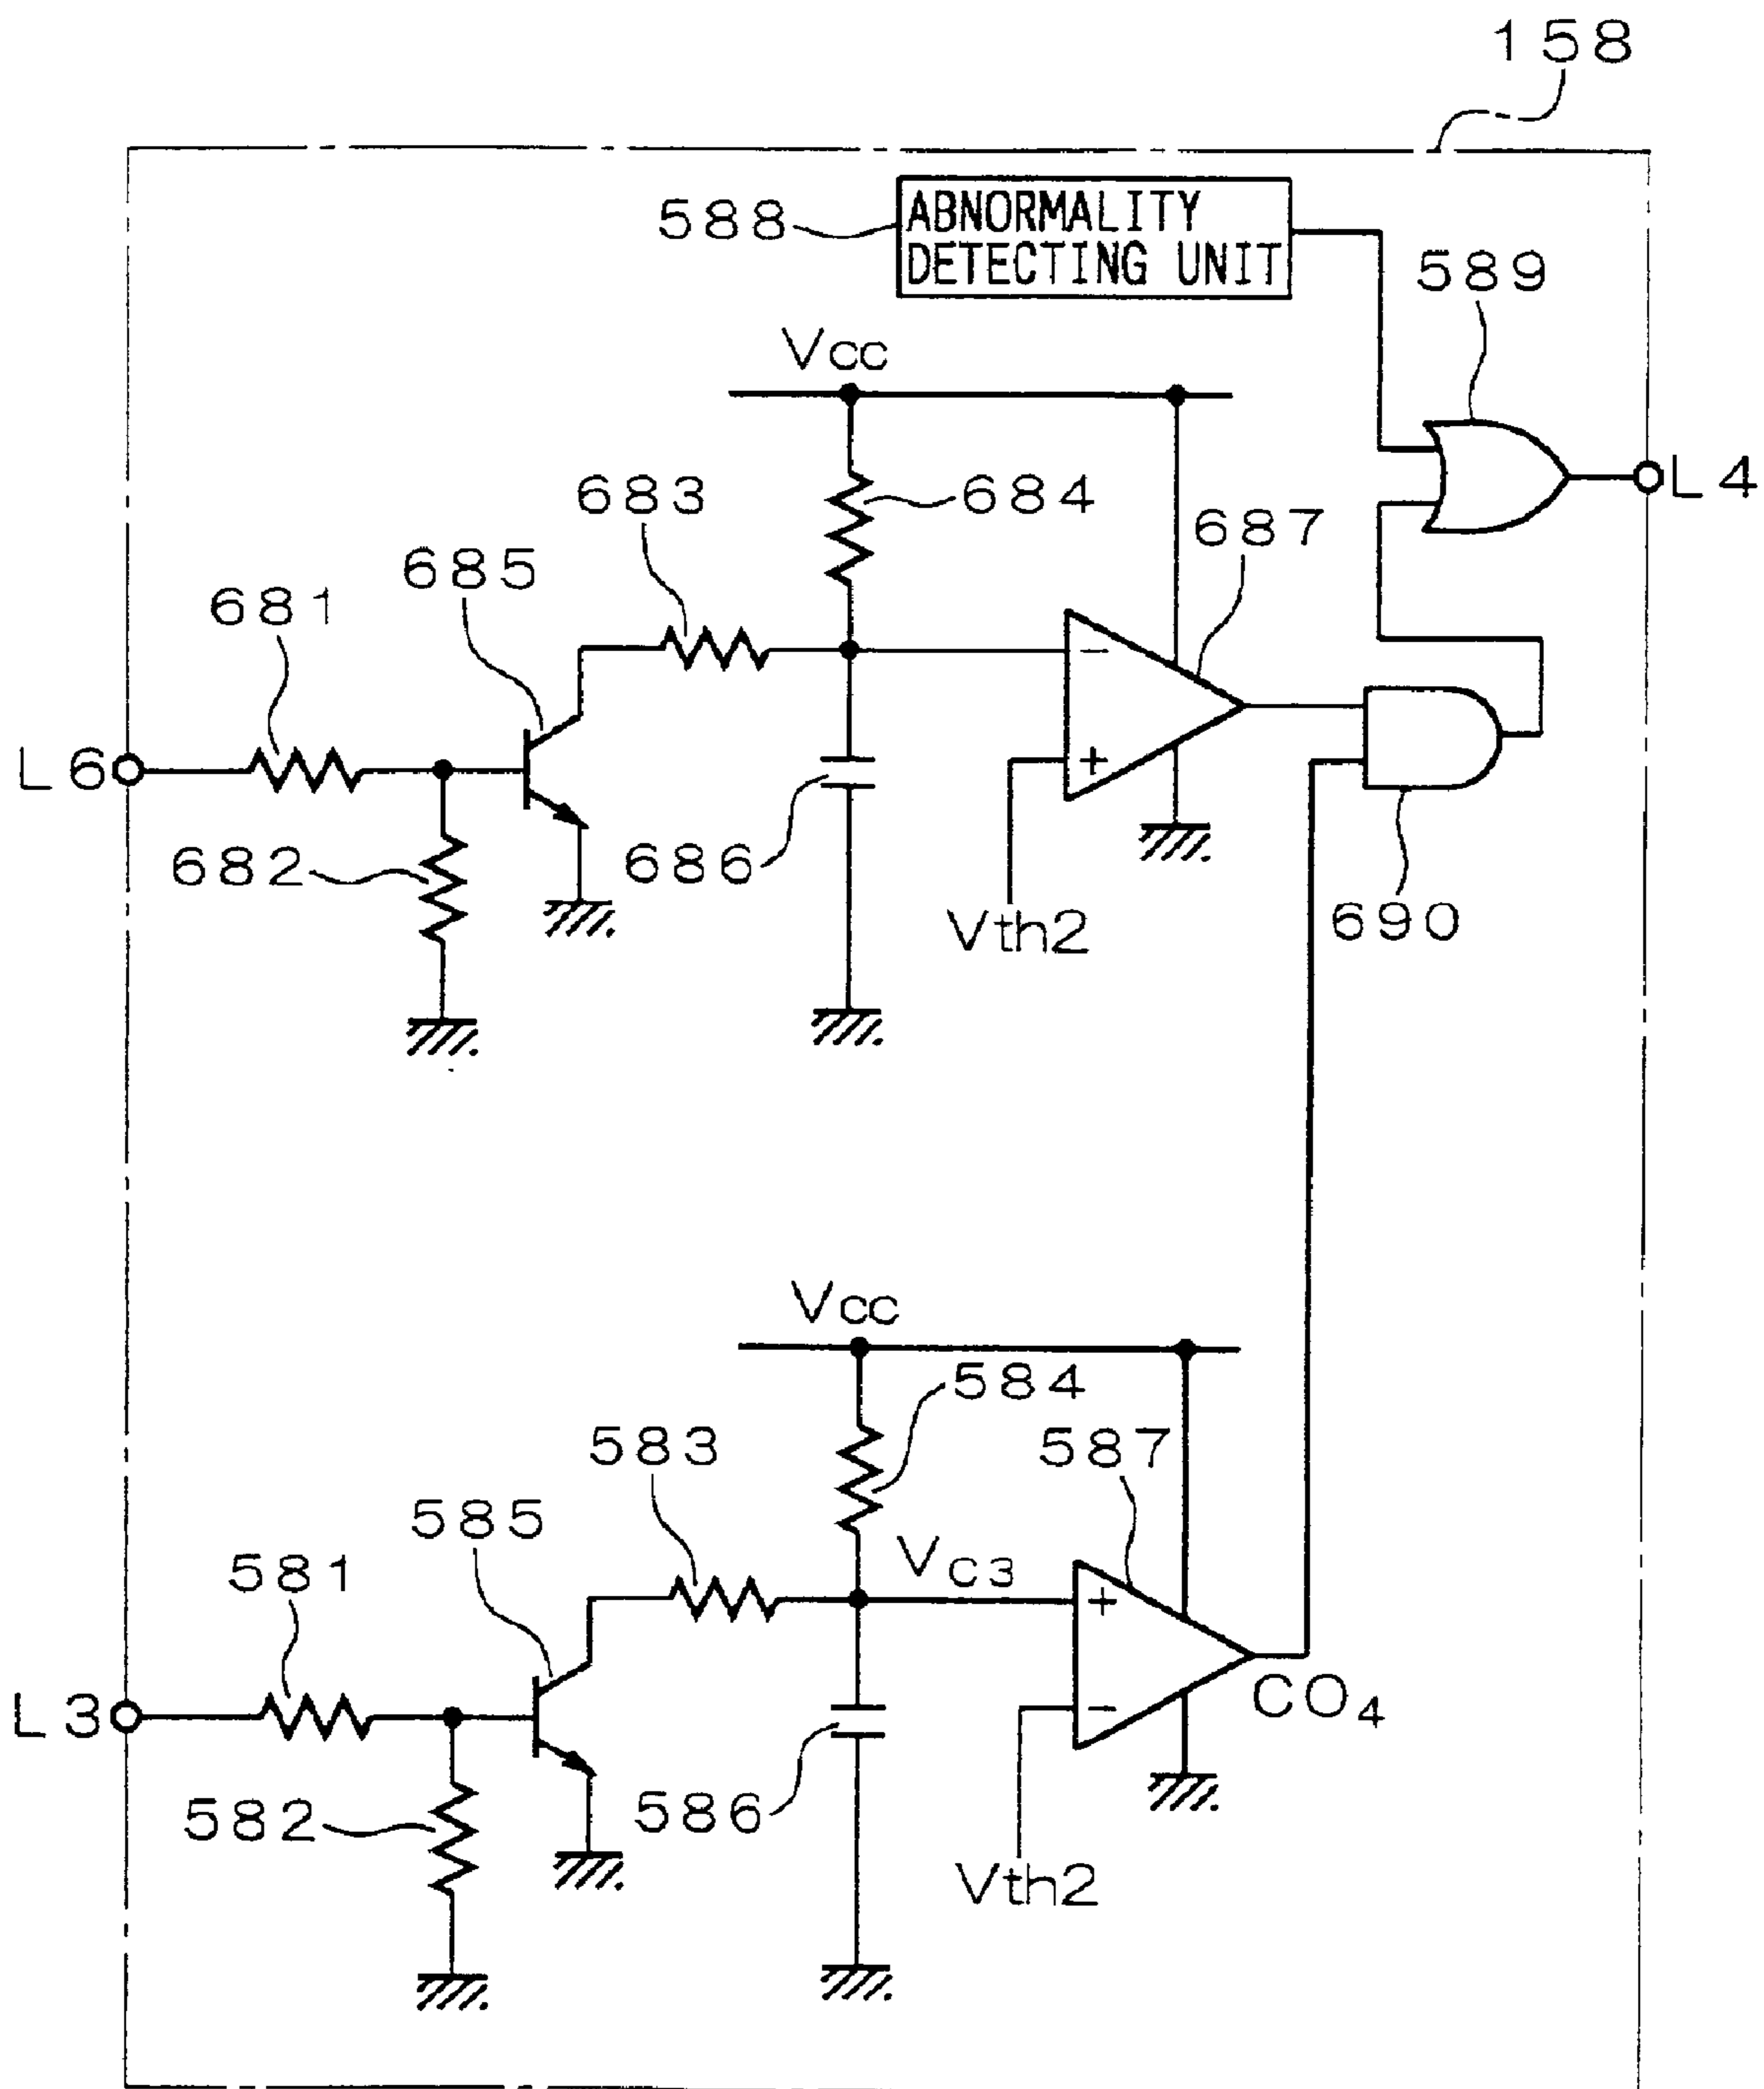 158
588
ABNORMALITY
DETECTING UNIT
589
Vcc
L4
683
684
687
685
681
−
L6
+
682
686
Vth2
690
Vcc
584
583
587
585
VC3
581
+
L3
−
CO4
582
586
Vth2